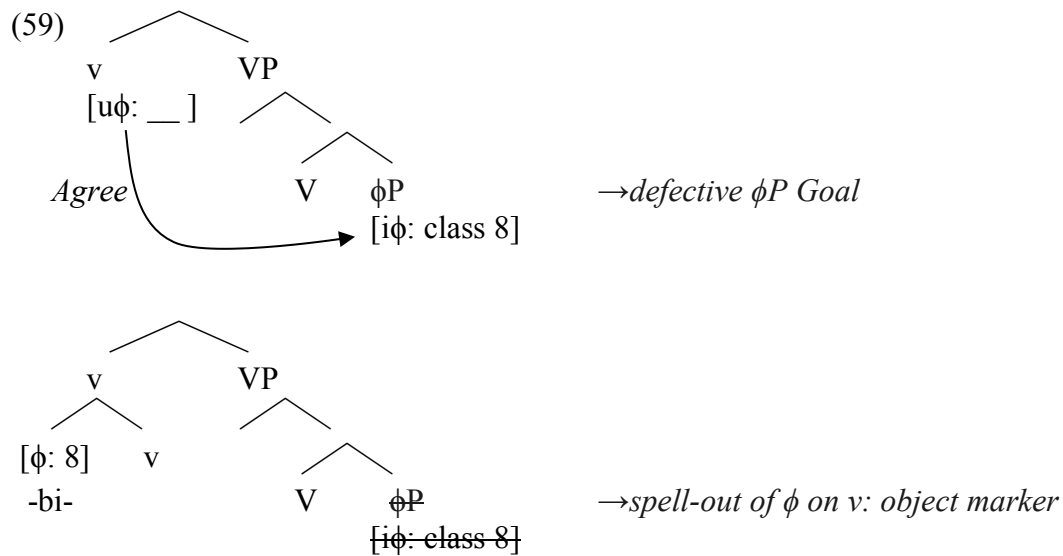 (59)
v VP
[uϕ: __ ]
Agree V ϕP →defective ϕP Goal
[iϕ: class 8]
v VP
[ϕ: 8] v
-bi- V ϕP →spell-out of ϕ on v: object marker
[iϕ: class 8]